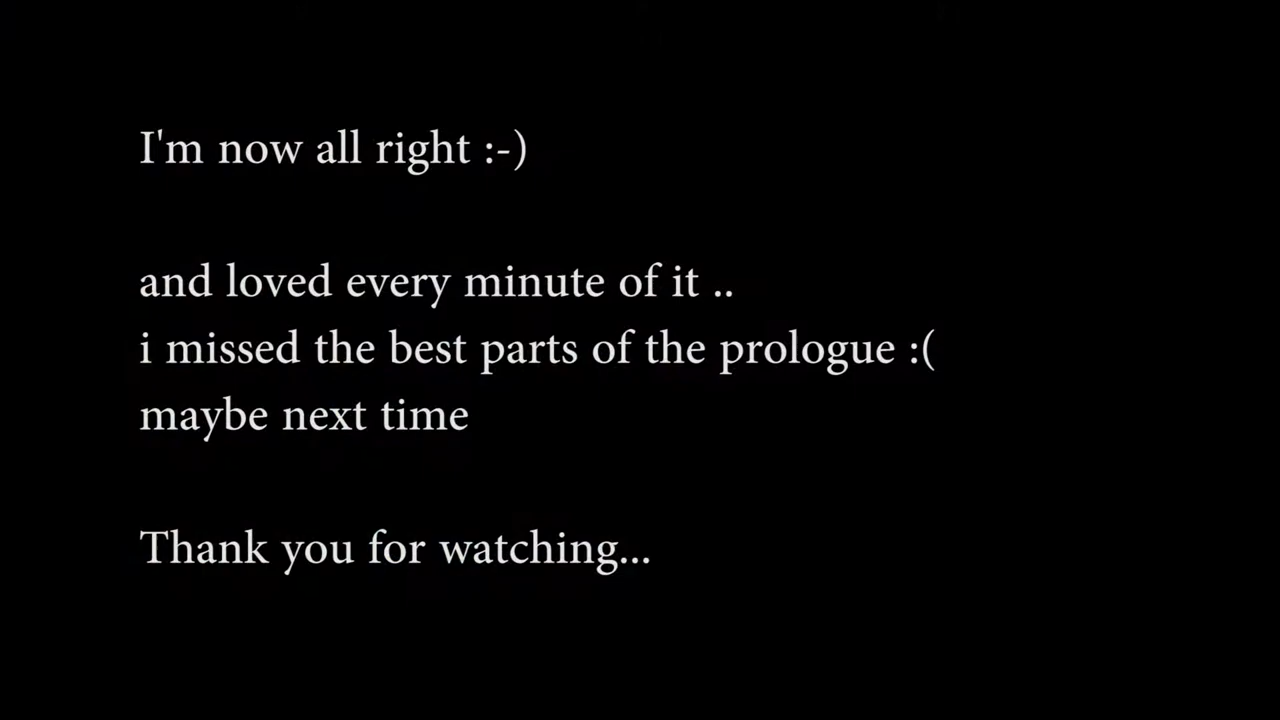 I'm now all right :-)
and loved every minute of it ..
i missed the best parts of the prologue :(
maybe next time
Thank you for watching...